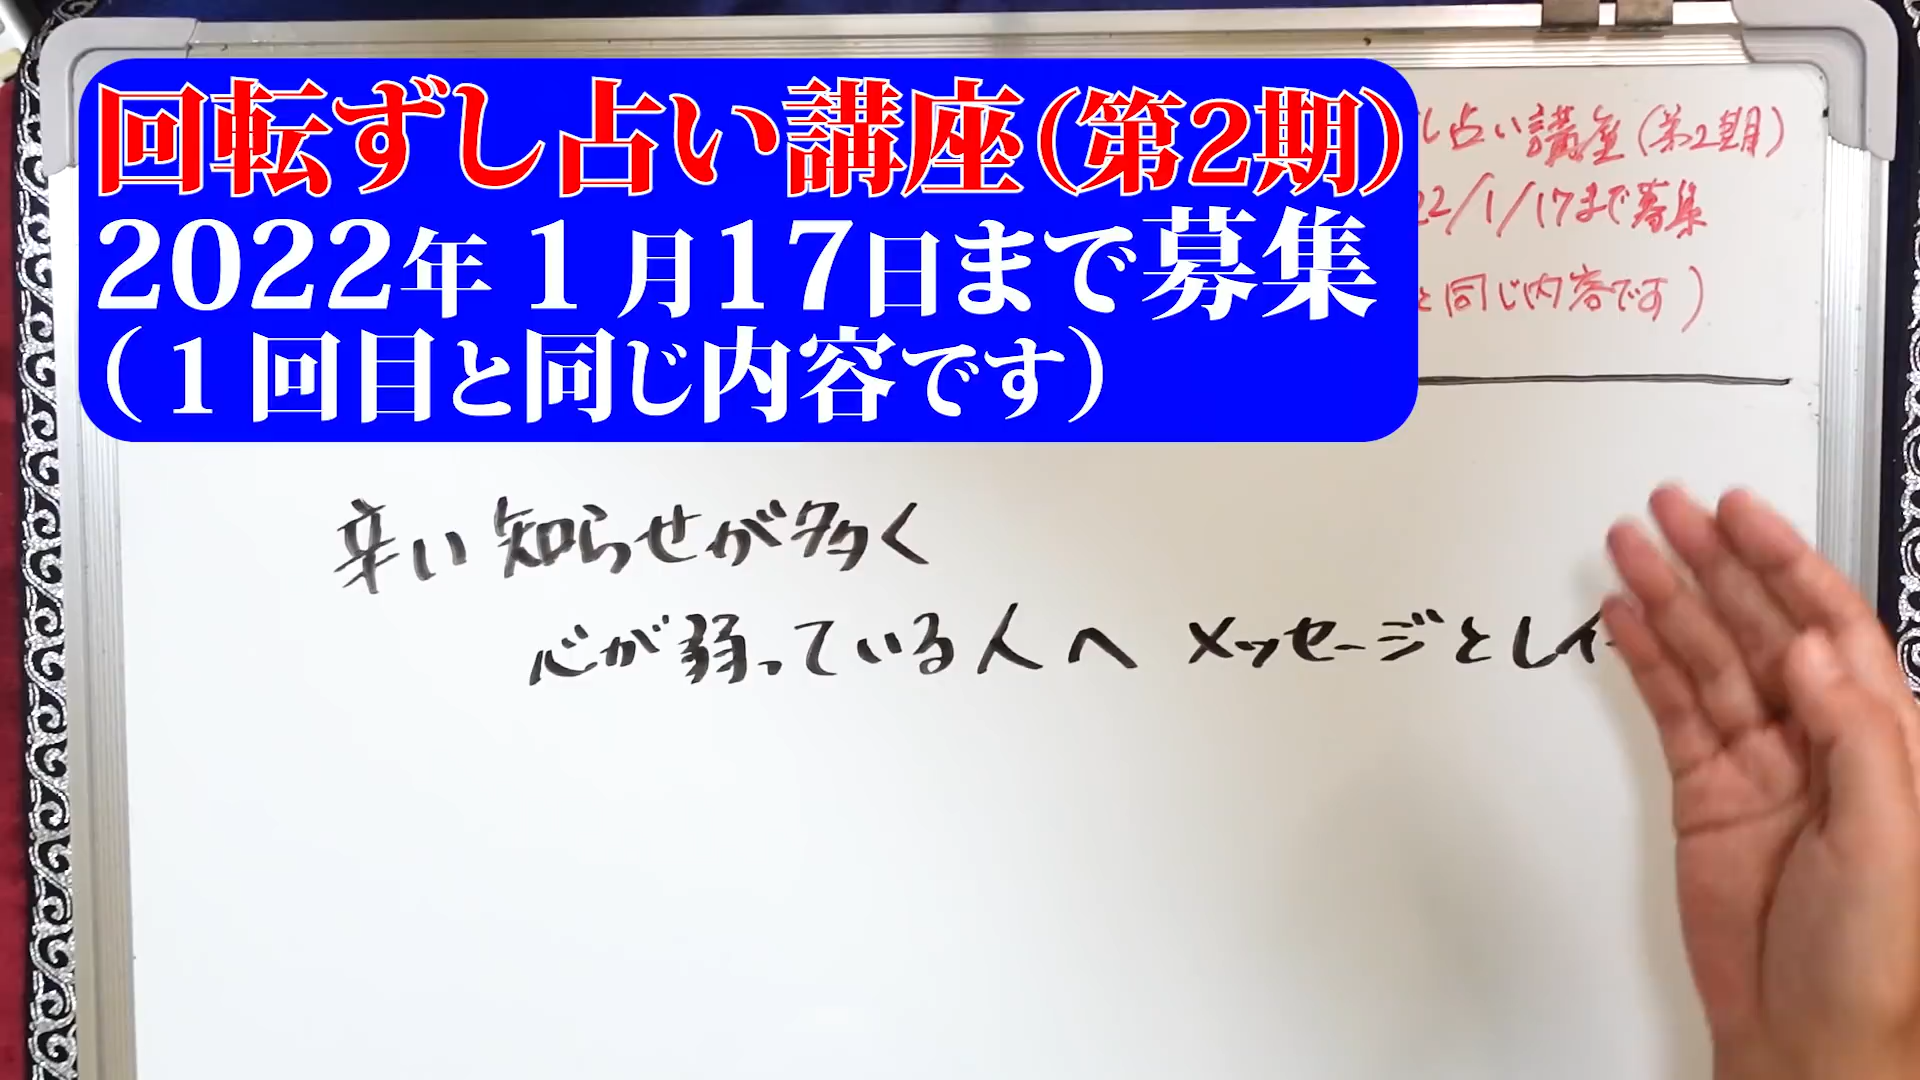 回転ずし占い講座（第2期）
2022年１月17日まで募集
（１回目と同じ内容です）
し占い講座（第2期）
22/1/17まで募集
と同じ内容です）
辛い知らせが多く
心が弱っている人へ メッセージとレイ